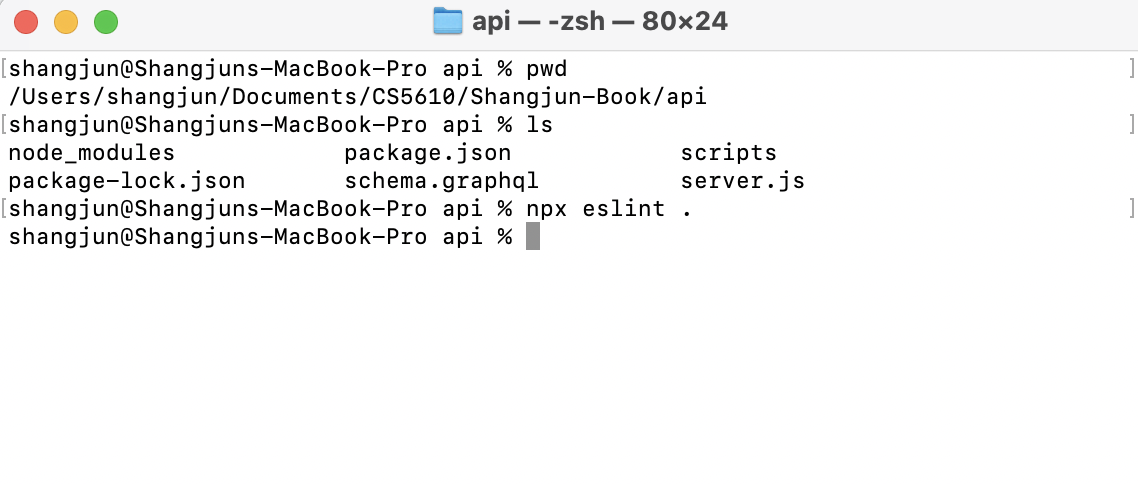 api — -zsh — 80×24
[shangjun@Shangjuns-MacBook-Pro api % pwd ]
/Users/shangjun/Documents/CS5610/Shangjun-Book/api
[shangjun@Shangjuns-MacBook-Pro api % ls ]
node_modules package.json scripts
package-lock.json schema.graphql server.js
[shangjun@Shangjuns-MacBook-Pro api % npx eslint . ]
shangjun@Shangjuns-MacBook-Pro api %